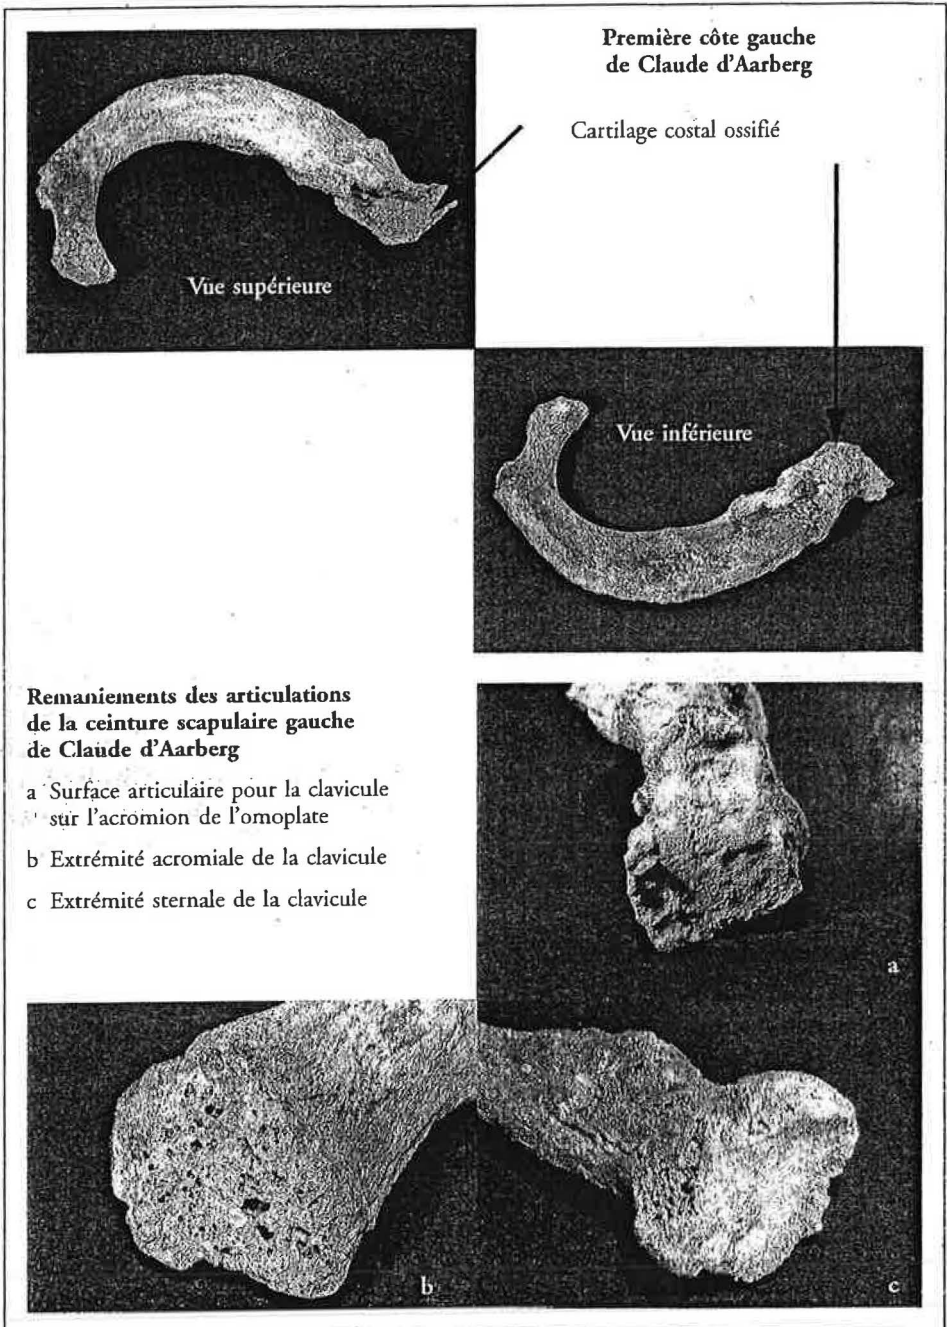 Première côte gauche
de Claude d'Aarberg
Cartilage costal ossifié
Vue supérieure
Vue inférieure
Remaniements des articulations
de la ceinture scapulaire gauche
de Claude d'Aarberg
a Surface articulaire pour la clavicule
sur l'acromion de l'omoplate
b Extrémité acromiale de la clavicule
c Extrémité sternale de la clavicule
a
b
c